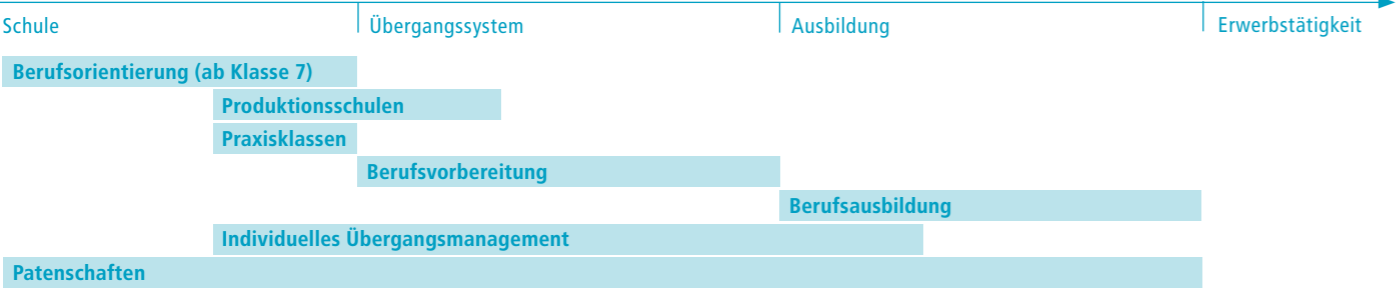 Schule
Übergangssystem
Ausbildung
Erwerbstätigkeit
Berufsorientierung (ab Klasse 7)
Produktionsschulen
Praxisklassen
Berufsvorbereitung
Berufsausbildung
Individuelles Übergangsmanagement
Patenschaften